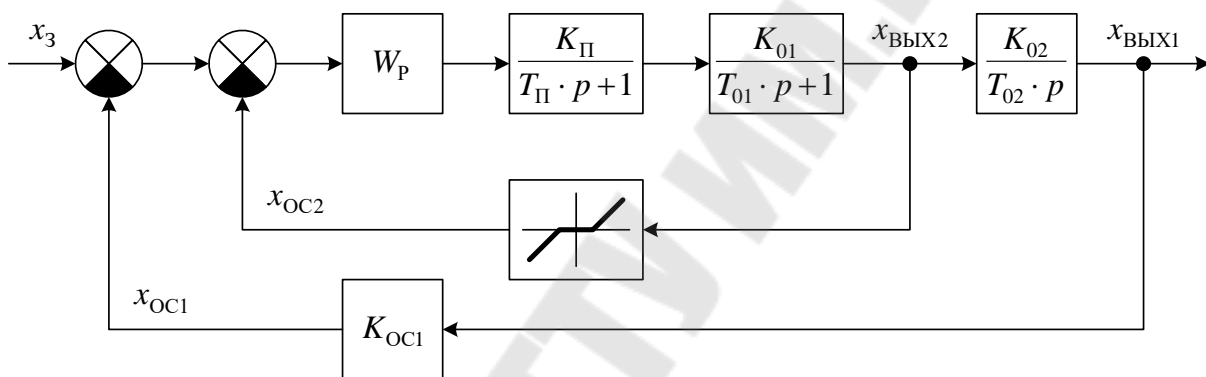 x_З
W_Р
K_П
T_П · p + 1
K_01
T_01 · p + 1
x_ВЫХ2
K_02
T_02 · p
x_ВЫХ1
x_ОС2
x_ОС1
K_ОС1